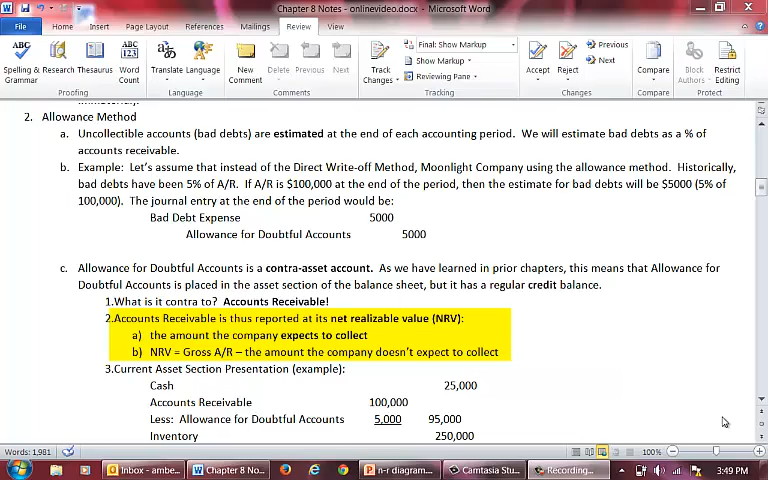 Chapter 8 Notes - onlinevideo.docx - Microsoft Word
File Home Insert Page Layout References Mailings Review View
ABC ABC 123
Spelling & Grammar Research Thesaurus Word Count Translate Language New Comment Delete Previous Next Track Changes Final: Show Markup Show Markup Reviewing Pane Accept Reject Previous Next Compare Block Authors Restrict Editing
Proofing Language Comments Tracking Changes Compare Protect
2. Allowance Method
a. Uncollectible accounts (bad debts) are estimated at the end of each accounting period. We will estimate bad debts as a % of
accounts receivable.
b. Example: Let's assume that instead of the Direct Write-off Method, Moonlight Company using the allowance method. Historically,
bad debts have been 5% of A/R. If A/R is $100,000 at the end of the period, then the estimate for bad debts will be $5000 (5% of
100,000). The journal entry at the end of the period would be:
Bad Debt Expense 5000
Allowance for Doubtful Accounts 5000
c. Allowance for Doubtful Accounts is a contra-asset account. As we have learned in prior chapters, this means that Allowance for
Doubtful Accounts is placed in the asset section of the balance sheet, but it has a regular credit balance.
1.What is it contra to? Accounts Receivable!
2.Accounts Receivable is thus reported at its net realizable value (NRV):
a) the amount the company expects to collect
b) NRV = Gross A/R – the amount the company doesn't expect to collect
3.Current Asset Section Presentation (example):
Cash 25,000
Accounts Receivable 100,000
Less: Allowance for Doubtful Accounts 5,000 95,000
Inventory 250,000
Words: 1,981 100%
Inbox - ambe... Chapter 8 No... n-r diagram... Camtasia Stu... Recording... 3:49 PM